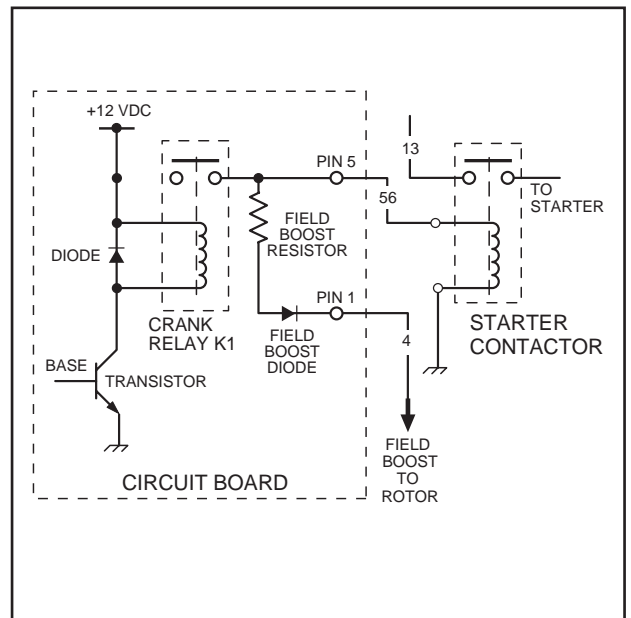 +12 VDC
13
PIN 5
56
TO
STARTER
DIODE
FIELD
BOOST
RESISTOR
CRANK
RELAY K1
PIN 1
FIELD
BOOST
DIODE
4
STARTER
CONTACTOR
BASE
TRANSISTOR
CIRCUIT BOARD
FIELD
BOOST
TO
ROTOR